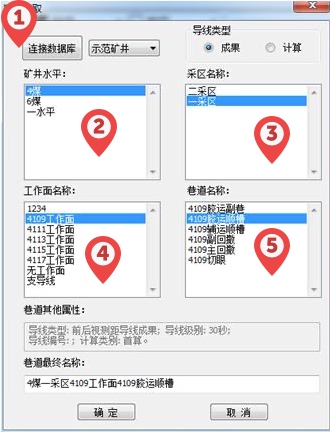 1
取
连接数据库
示范矿井
导线类型
成果
计算
矿井水平:
4煤
6煤
一水平
2
采区名称:
二采区
一采区
3
工作面名称:
1234
4109工作面
4111工作面
4113工作面
4115工作面
4117工作面
无工作面
支导线
4
巷道名称:
4109胶运副巷
4109胶运顺槽
4109辅运顺槽
4109副回撤
4109主回撤
4109切眼
5
巷道其他属性:
导线类型: 前后视测距导线成果; 导线级别: 30秒;
导线编号: ; 计算类别: 首算。
巷道最终名称:
4煤一采区4109工作面4109胶运顺槽
确 定
取 消